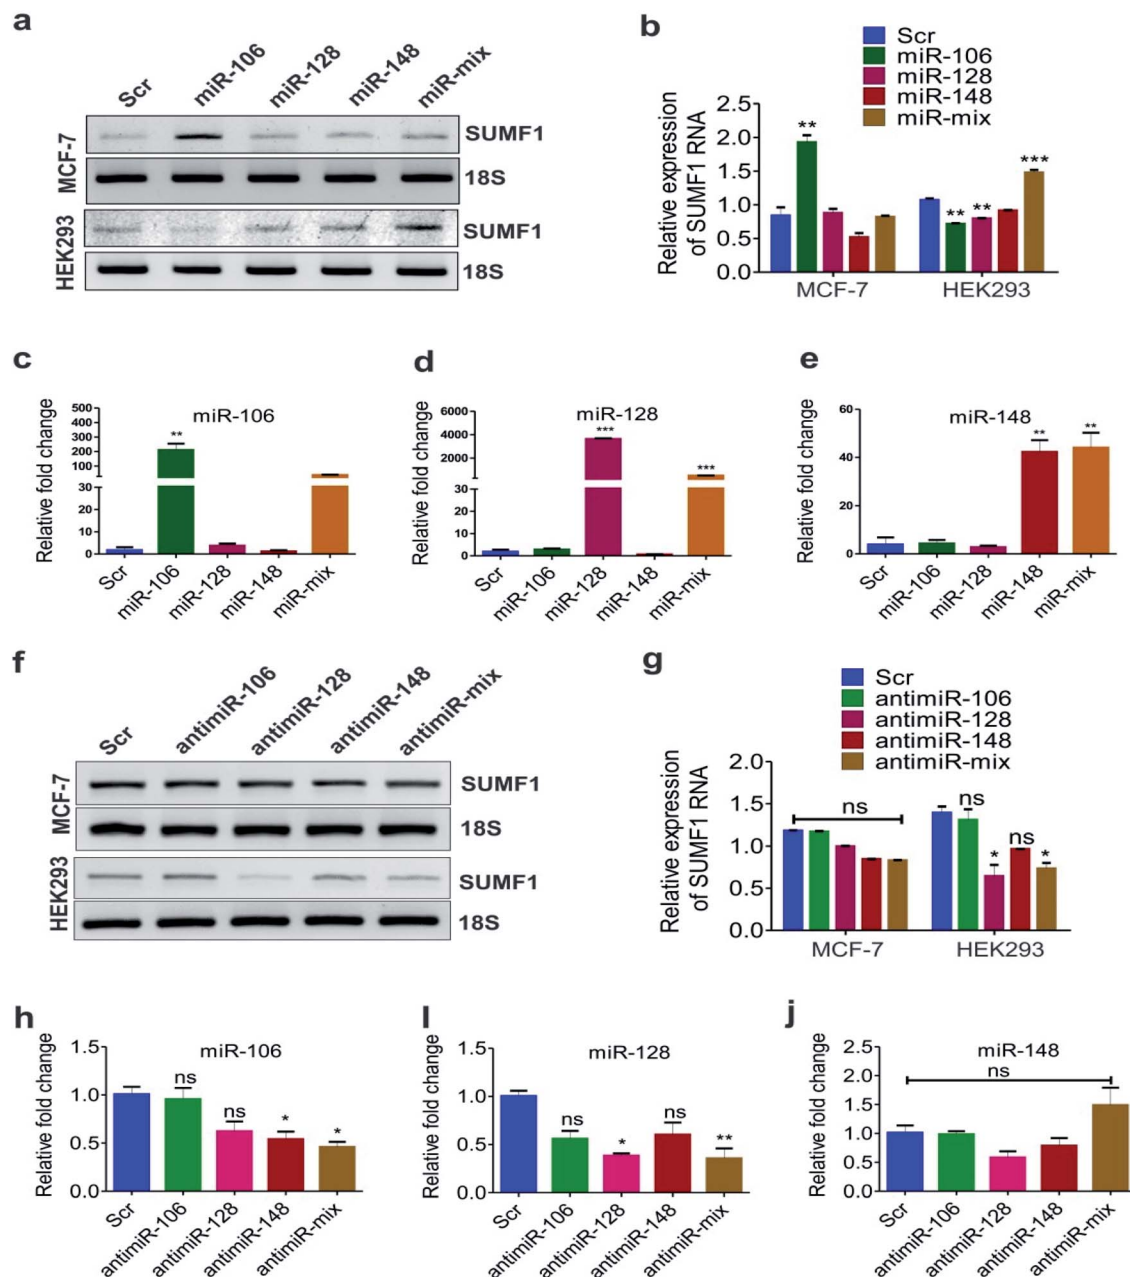 a
Scr
miR-106
miR-128
miR-148
miR-mix
MCF-7
SUMF1
18S
HEK293
SUMF1
18S
b
Scr
miR-106
miR-128
miR-148
miR-mix
Relative expression
of SUMF1 RNA
2.5
2.0
1.5
1.0
0.5
0.0
**
** **
***
MCF-7
HEK293
c
miR-106
Relative fold change
500
400
300
200
100
30
20
10
0
**
Scr
miR-106
miR-128
miR-148
miR-mix
d
miR-128
Relative fold change
6000
4000
2000
30
20
10
0
***
***
Scr
miR-106
miR-128
miR-148
miR-mix
e
miR-148
Relative fold change
60
40
20
0
**
**
Scr
miR-106
miR-128
miR-148
miR-mix
f
Scr
antimiR-106
antimiR-128
antimiR-148
antimiR-mix
MCF-7
SUMF1
18S
HEK293
SUMF1
18S
g
Scr
antimiR-106
antimiR-128
antimiR-148
antimiR-mix
Relative expression
of SUMF1 RNA
2.0
1.5
1.0
0.5
0.0
ns
ns
*
ns
*
MCF-7
HEK293
h
miR-106
Relative fold change
1.5
1.0
0.5
0.0
ns
ns
*
*
Scr
antimiR-106
antimiR-128
antimiR-148
antimiR-mix
I
miR-128
Relative fold change
1.5
1.0
0.5
0.0
ns
*
ns
**
Scr
antimiR-106
antimiR-128
antimiR-148
antimiR-mix
j
miR-148
ns
Relative fold change
2.5
2.0
1.5
1.0
0.5
0.0
Scr
antimiR-106
antimiR-128
antimiR-148
antimiR-mix